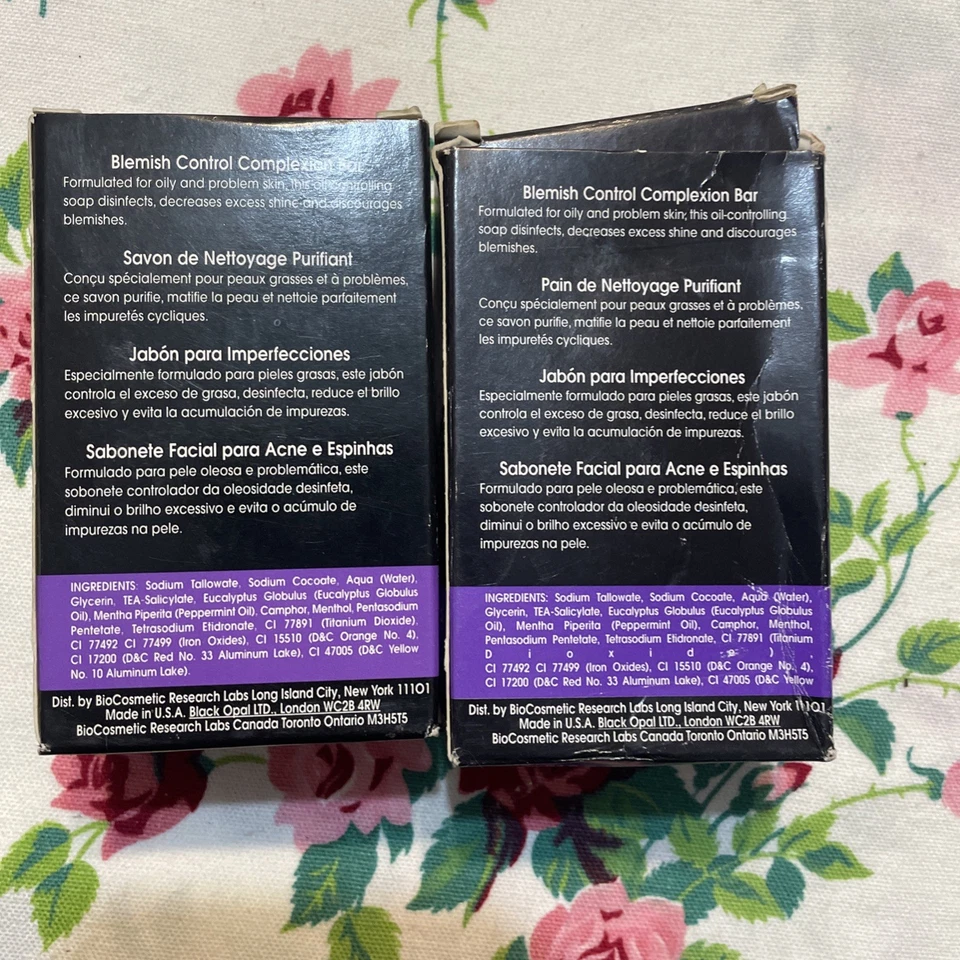 Blemish Control Complexion Bar
Formulated for oily and problem skin, this oil-controlling
soap disinfects, decreases excess shine and discourages
blemishes.
Savon de Nettoyage Purifiant
Conçu spécialement pour peaux grasses et à problèmes,
ce savon purifie, matifie la peau et nettoie parfaitement
les impuretés cycliques.
Jabón para Imperfecciones
Especialmente formulado para pieles grasas, este jabón
controla el exceso de grasa, desinfecta, reduce el brillo
excesivo y evita la acumulación de impurezas.
Sabonete Facial para Acne e Espinhas
Formulado para pele oleosa e problemática, este
sobonete controlador da oleosidade desinfeta,
diminui o brilho excessivo e evita o acúmulo de
impurezas na pele.
INGREDIENTS: Sodium Tallowate, Sodium Cocoate, Aqua (Water),
Glycerin, TEA-Salicylate, Eucalyptus Globulus (Eucalyptus Globulus
Oil), Mentha Piperita (Peppermint Oil), Camphor, Menthol, Pentasodium
Pentetate, Tetrasodium Etidronate, CI 77891 (Titanium Dioxide).
CI 77492 CI 77499 (Iron Oxides), CI 15510 (D&C Orange No. 4),
CI 17200 (D&C Red No. 33 Aluminum Lake), CI 47005 (D&C Yellow
No. 10 Aluminum Lake).
Dist. by BioCosmetic Research Labs Long Island City, New York 11101
Made in U.S.A. Black Opal LTD., London WC2B 4RW
BioCosmetic Research Labs Canada Toronto Ontario M3H5T5
Blemish Control Complexion Bar
Formulated for oily and problem skin, this oil-controlling
soap disinfects, decreases excess shine and discourages
blemishes.
Pain de Nettoyage Purifiant
Conçu spécialement pour peaux grasses et à problèmes,
ce savon purifie, matifie la peau et nettoie parfaitement
les impuretés cycliques.
Jabón para Imperfecciones
Especialmente formulado para pieles grasas, este jabón
controla el exceso de grasa, desinfecta, reduce el brillo
excesivo y evita la acumulación de impurezas.
Sabonete Facial para Acne e Espinhas
Formulado para pele oleosa e problemática, este
sobonete controlador da oleosidade desinfeta,
diminui o brilho excessivo e evita o acúmulo de
impurezas na pele.
INGREDIENTS: Sodium Tallowate, Sodium Cocoate, Aqua (Water),
Glycerin, TEA-Salicylate, Eucalyptus Globulus (Eucalyptus Globulus
Oil), Mentha Piperita (Peppermint Oil), Camphor, Menthol,
Pentasodium Pentetate, Tetrasodium Etidronate, CI 77891 (Titanium
D i o x i d e ) .
CI 77492 CI 77499 (Iron Oxides), CI 15510 (D&C Orange No. 4),
CI 17200 (D&C Red No. 33 Aluminum Lake), CI 47005 (D&C Yellow
Dist. by BioCosmetic Research Labs Long Island City, New York 11101
Made in U.S.A. Black Opal LTD., London WC2B 4RW
BioCosmetic Research Labs Canada Toronto Ontario M3H5T5